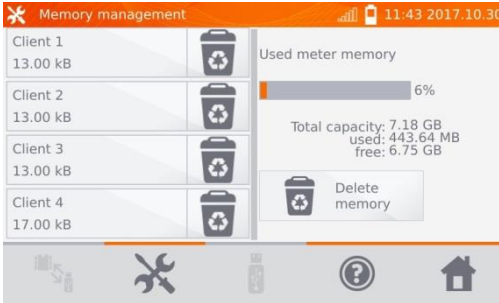 Memory management
11:43 2017.10.30
Client 1
13.00 kB
Client 2
13.00 kB
Client 3
13.00 kB
Client 4
17.00 kB
Used meter memory
6%
Total capacity: 7.18 GB
used: 443.64 MB
free: 6.75 GB
Delete
memory
?